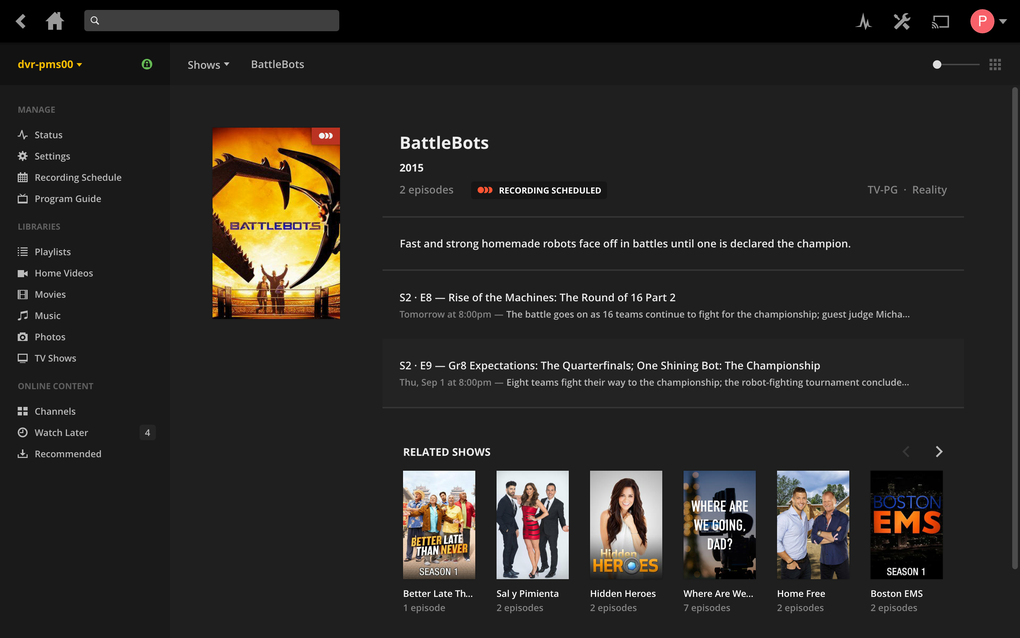 P
dvr-pms00
Shows
BattleBots
MANAGE
Status
Settings
Recording Schedule
Program Guide
LIBRARIES
Playlists
Home Videos
Movies
Music
Photos
TV Shows
ONLINE CONTENT
Channels
Watch Later 4
Recommended
BATTLEBOTS
BattleBots
2015
2 episodes RECORDING SCHEDULED TV-PG · Reality
Fast and strong homemade robots face off in battles until one is declared the champion.
S2 · E8 — Rise of the Machines: The Round of 16 Part 2
Tomorrow at 8:00pm — The battle goes on as 16 teams continue to fight for the championship; guest judge Micha...
S2 · E9 — Gr8 Expectations: The Quarterfinals; One Shining Bot: The Championship
Thu, Sep 1 at 8:00pm — Eight teams fight their way to the championship; the robot-fighting tournament conclude...
RELATED SHOWS
BETTER LATE
THAN NEVER
SEASON 1
Hidden
HEROES
WHERE ARE
WE GOING,
DAD?
BOSTON
EMS
SEASON 1
Better Late Th...
1 episode
Sal y Pimienta
2 episodes
Hidden Heroes
2 episodes
Where Are We...
7 episodes
Home Free
2 episodes
Boston EMS
2 episodes